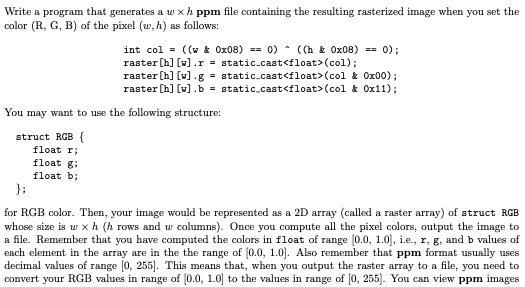 Write a program that generates a w × h ppm file containing the resulting rasterized image when you set the
color (R, G, B) of the pixel (w, h) as follows:
int col = ((w & 0x08) == 0) ^ ((h & 0x08) == 0);
raster[h][w].r = static_cast<float>(col);
raster[h][w].g = static_cast<float>(col & 0x00);
raster[h][w].b = static_cast<float>(col & 0x11);
You may want to use the following structure:
struct RGB {
float r;
float g;
float b;
};
for RGB color. Then, your image would be represented as a 2D array (called a raster array) of struct RGB
whose size is w × h (h rows and w columns). Once you compute all the pixel colors, output the image to
a file. Remember that you have computed the colors in float of range [0.0, 1.0], i.e., r, g, and b values of
each element in the array are in the the range of [0.0, 1.0]. Also remember that ppm format usually uses
decimal values of range [0, 255]. This means that, when you output the raster array to a file, you need to
convert your RGB values in range of [0.0, 1.0] to the values in range of [0, 255]. You can view ppm images